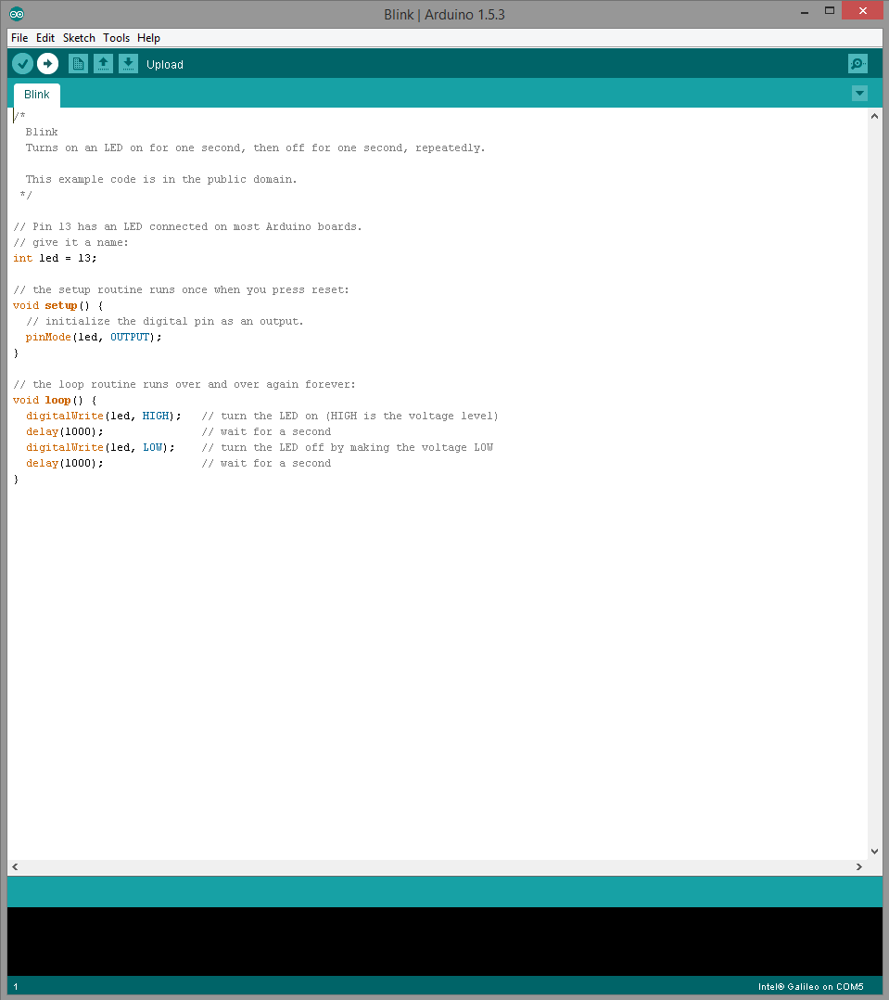 Blink | Arduino 1.5.3
File Edit Sketch Tools Help
Upload
Blink
/*
  Blink
  Turns on an LED on for one second, then off for one second, repeatedly.

  This example code is in the public domain.
 */

// Pin 13 has an LED connected on most Arduino boards.
// give it a name:
int led = 13;

// the setup routine runs once when you press reset:
void setup() {
  // initialize the digital pin as an output.
  pinMode(led, OUTPUT);
}

// the loop routine runs over and over again forever:
void loop() {
  digitalWrite(led, HIGH);   // turn the LED on (HIGH is the voltage level)
  delay(1000);               // wait for a second
  digitalWrite(led, LOW);    // turn the LED off by making the voltage LOW
  delay(1000);               // wait for a second
}
1
Intel® Galileo on COM5